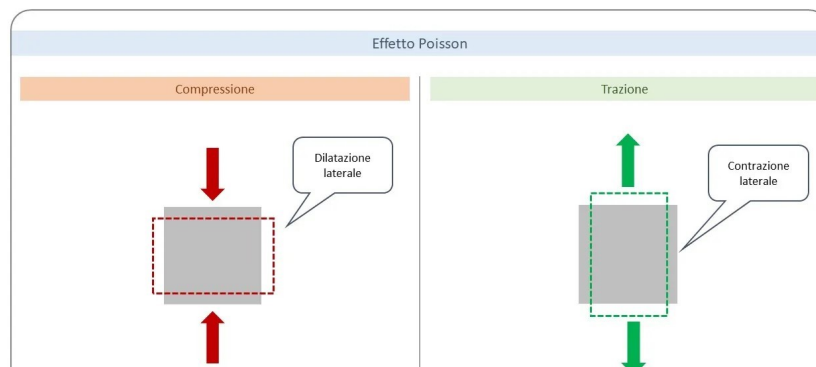 Effetto Poisson
Compressione
Trazione
Dilatazione
laterale
Contrazione
laterale